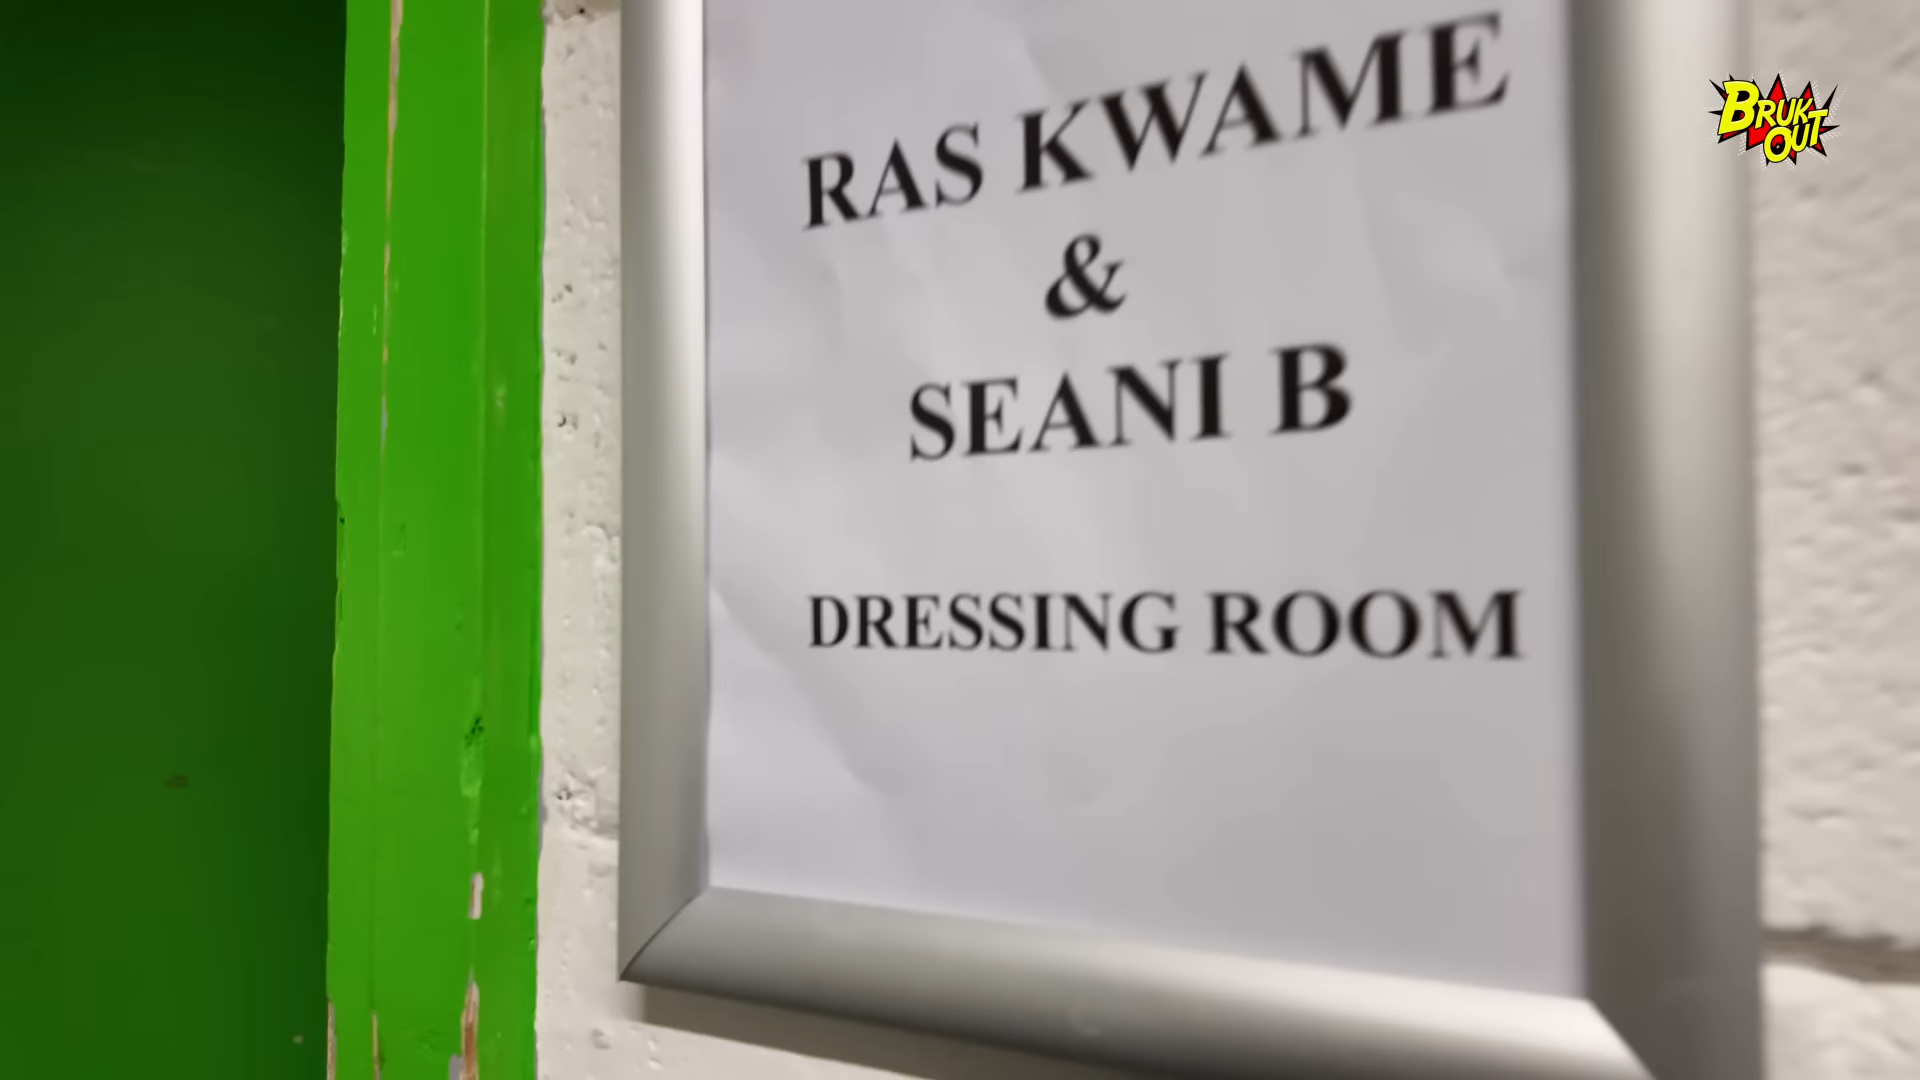 RAS KWAME
&
SEANI B
DRESSING ROOM
BRUK
OUT